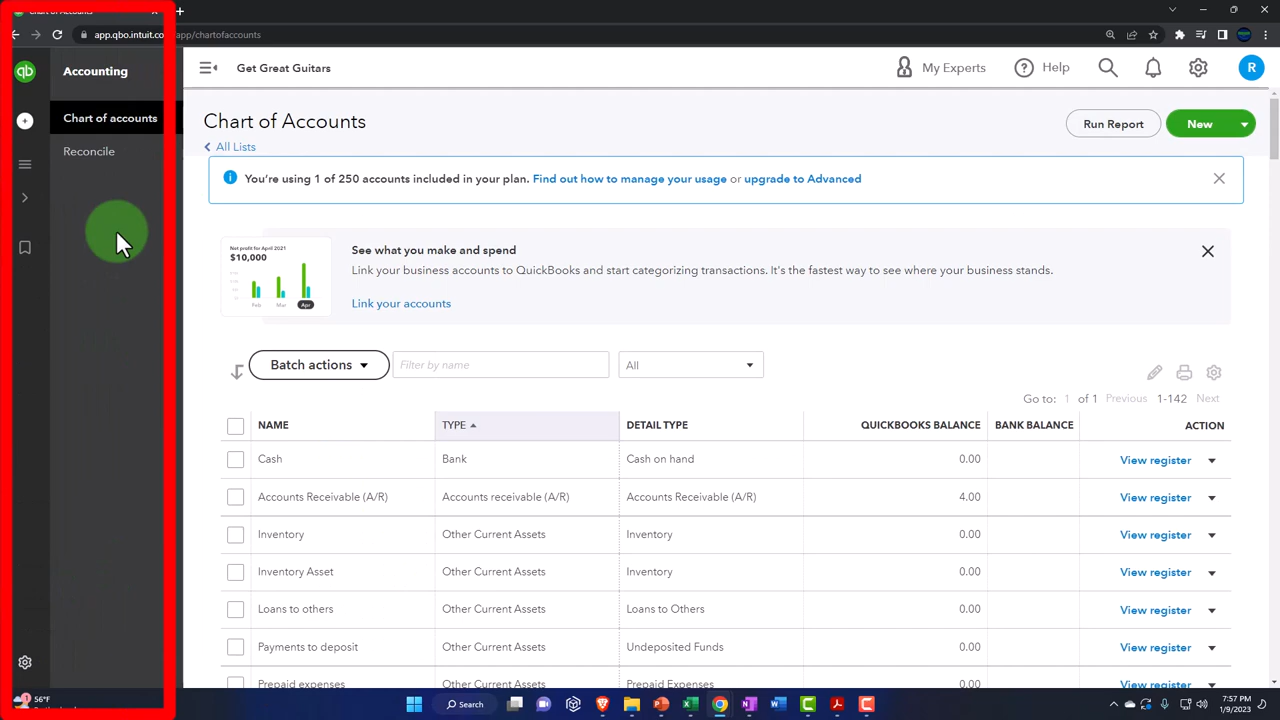 Chart of Accounts
app.qbo.intuit.co app/chartofaccounts
qb
Accounting
Get Great Guitars
My Experts
Help
R
Chart of accounts
Reconcile
Chart of Accounts
All Lists
Run Report
New
You're using 1 of 250 accounts included in your plan. Find out how to manage your usage or upgrade to Advanced
Net profit for April 2021
$10,000
Feb Mar Apr
See what you make and spend
Link your business accounts to QuickBooks and start categorizing transactions. It's the fastest way to see where your business stands.
Link your accounts
Batch actions
Filter by name
All
Go to: 1 of 1 Previous 1-142 Next
NAME TYPE DETAIL TYPE QUICKBOOKS BALANCE BANK BALANCE ACTION
Cash Bank Cash on hand 0.00 View register
Accounts Receivable (A/R) Accounts receivable (A/R) Accounts Receivable (A/R) 4.00 View register
Inventory Other Current Assets Inventory 0.00 View register
Inventory Asset Other Current Assets Inventory 0.00 View register
Loans to others Other Current Assets Loans to Others 0.00 View register
Payments to deposit Other Current Assets Undeposited Funds 0.00 View register
Prepaid expenses Other Current Assets Prepaid Expenses 0.00 View register
1
56°F
Search
7:57 PM
1/9/2023